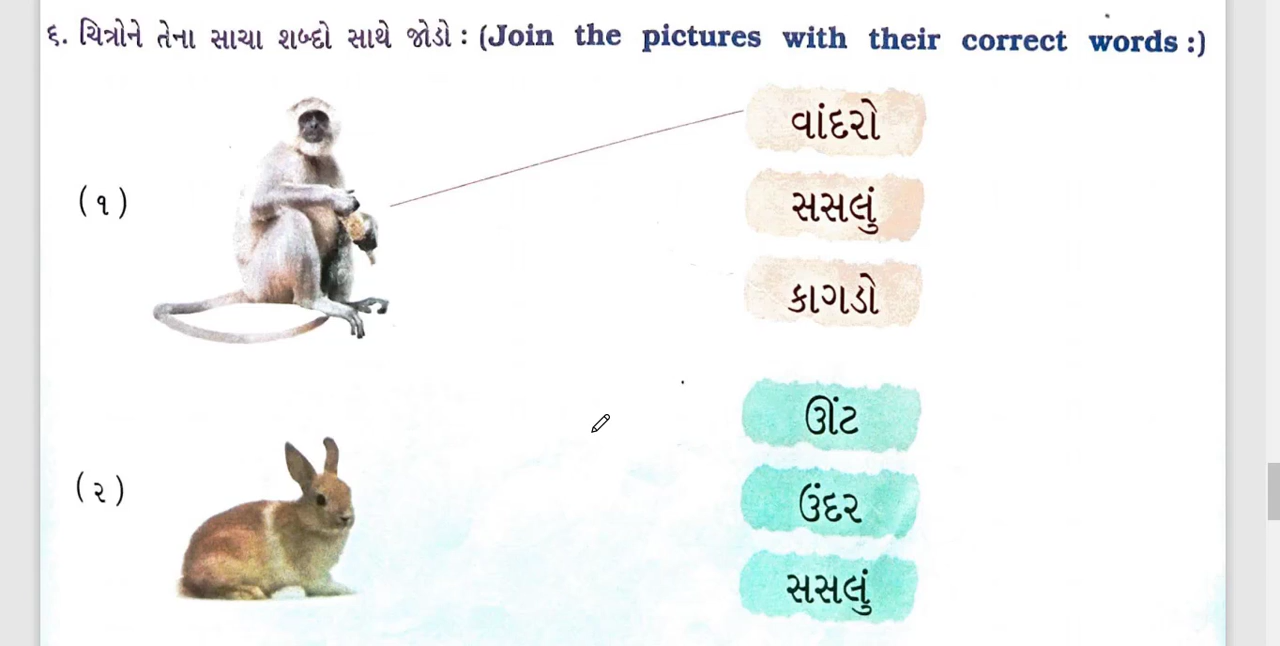 ૬. ચિત્રોને તેના સાચા શબ્દો સાથે જોડો : (Join the pictures with their correct words :)
(૧)
વાંદરો
સસલું
કાગડો
(૨)
ઊંટ
ઉંદર
સસલું